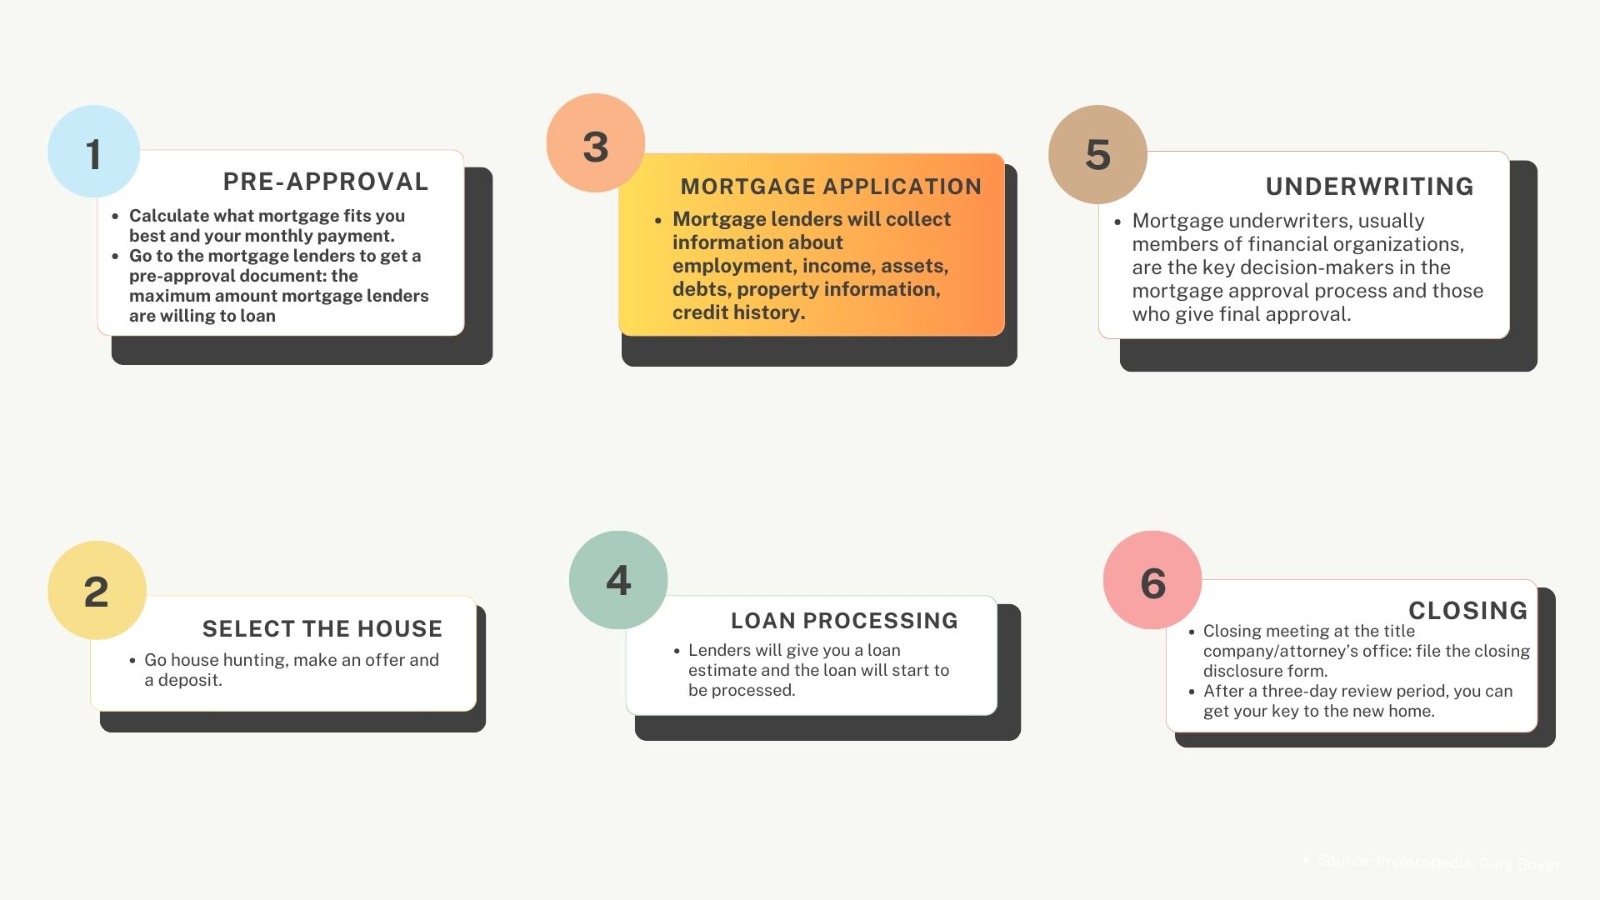 1
PRE-APPROVAL
• Calculate what mortgage fits you
best and your monthly payment.
• Go to the mortgage lenders to get a
pre-approval document: the
maximum amount mortgage lenders
are willing to loan
2
SELECT THE HOUSE
• Go house hunting, make an offer and
a deposit.
3
MORTGAGE APPLICATION
• Mortgage lenders will collect
information about
employment, income, assets,
debts, property information,
credit history.
4
LOAN PROCESSING
• Lenders will give you a loan
estimate and the loan will start to
be processed.
5
UNDERWRITING
• Mortgage underwriters, usually
members of financial organizations,
are the key decision-makers in the
mortgage approval process and those
who give final approval.
6
CLOSING
• Closing meeting at the title
company/attorney's office: file the closing
disclosure form.
• After a three-day review period, you can
get your key to the new home.
• Source:Investopedia, Gary Boyer